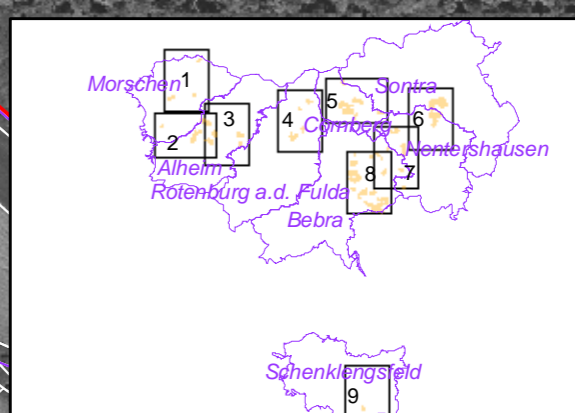 Morschen
1
5
Sontra
2
3
4
Cornberg
6
Alheim
Nentershausen
Rotenburg a.d. Fulda
8
7
Bebra
Schenklengsfeld
9